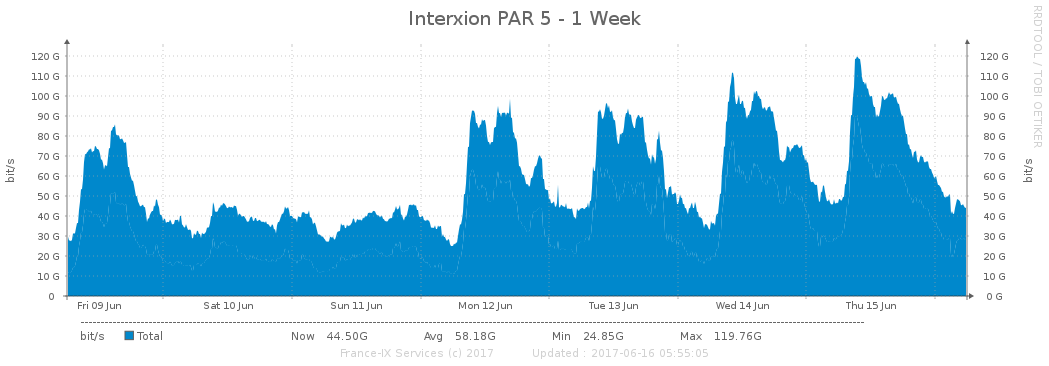 Interxion PAR 5 - 1 Week
RRDTOOL / TOBI OETIKER
120 G 120 G
110 G 110 G
100 G 100 G
90 G 90 G
80 G 80 G
70 G 70 G
60 G 60 G
50 G 50 G
40 G 40 G
30 G 30 G
20 G 20 G
10 G 10 G
0 0 G
bit/s
bit/s
Fri 09 Jun Sat 10 Jun Sun 11 Jun Mon 12 Jun Tue 13 Jun Wed 14 Jun Thu 15 Jun
bit/s Total Now 44.50G Avg 58.18G Min 24.85G Max 119.76G
France-IX Services (c) 2017 Updated : 2017-06-16 05:55:05